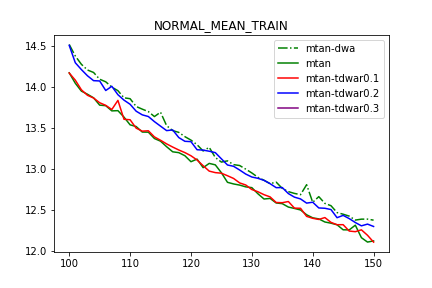 NORMAL_MEAN_TRAIN
14.5
14.0
13.5
13.0
12.5
12.0
mtan-dwa
mtan
mtan-tdwar0.1
mtan-tdwar0.2
mtan-tdwar0.3
100 110 120 130 140 150